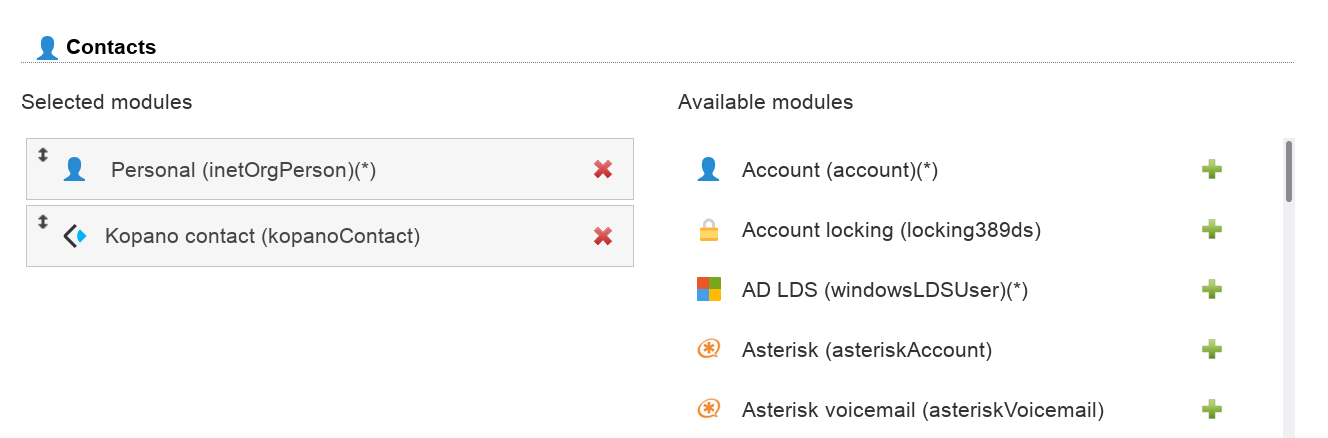 Contacts
Selected modules
Available modules
Personal (inetOrgPerson)(*)
Kopano contact (kopanoContact)
Account (account)(*)
Account locking (locking389ds)
AD LDS (windowsLDSUser)(*)
Asterisk (asteriskAccount)
Asterisk voicemail (asteriskVoicemail)